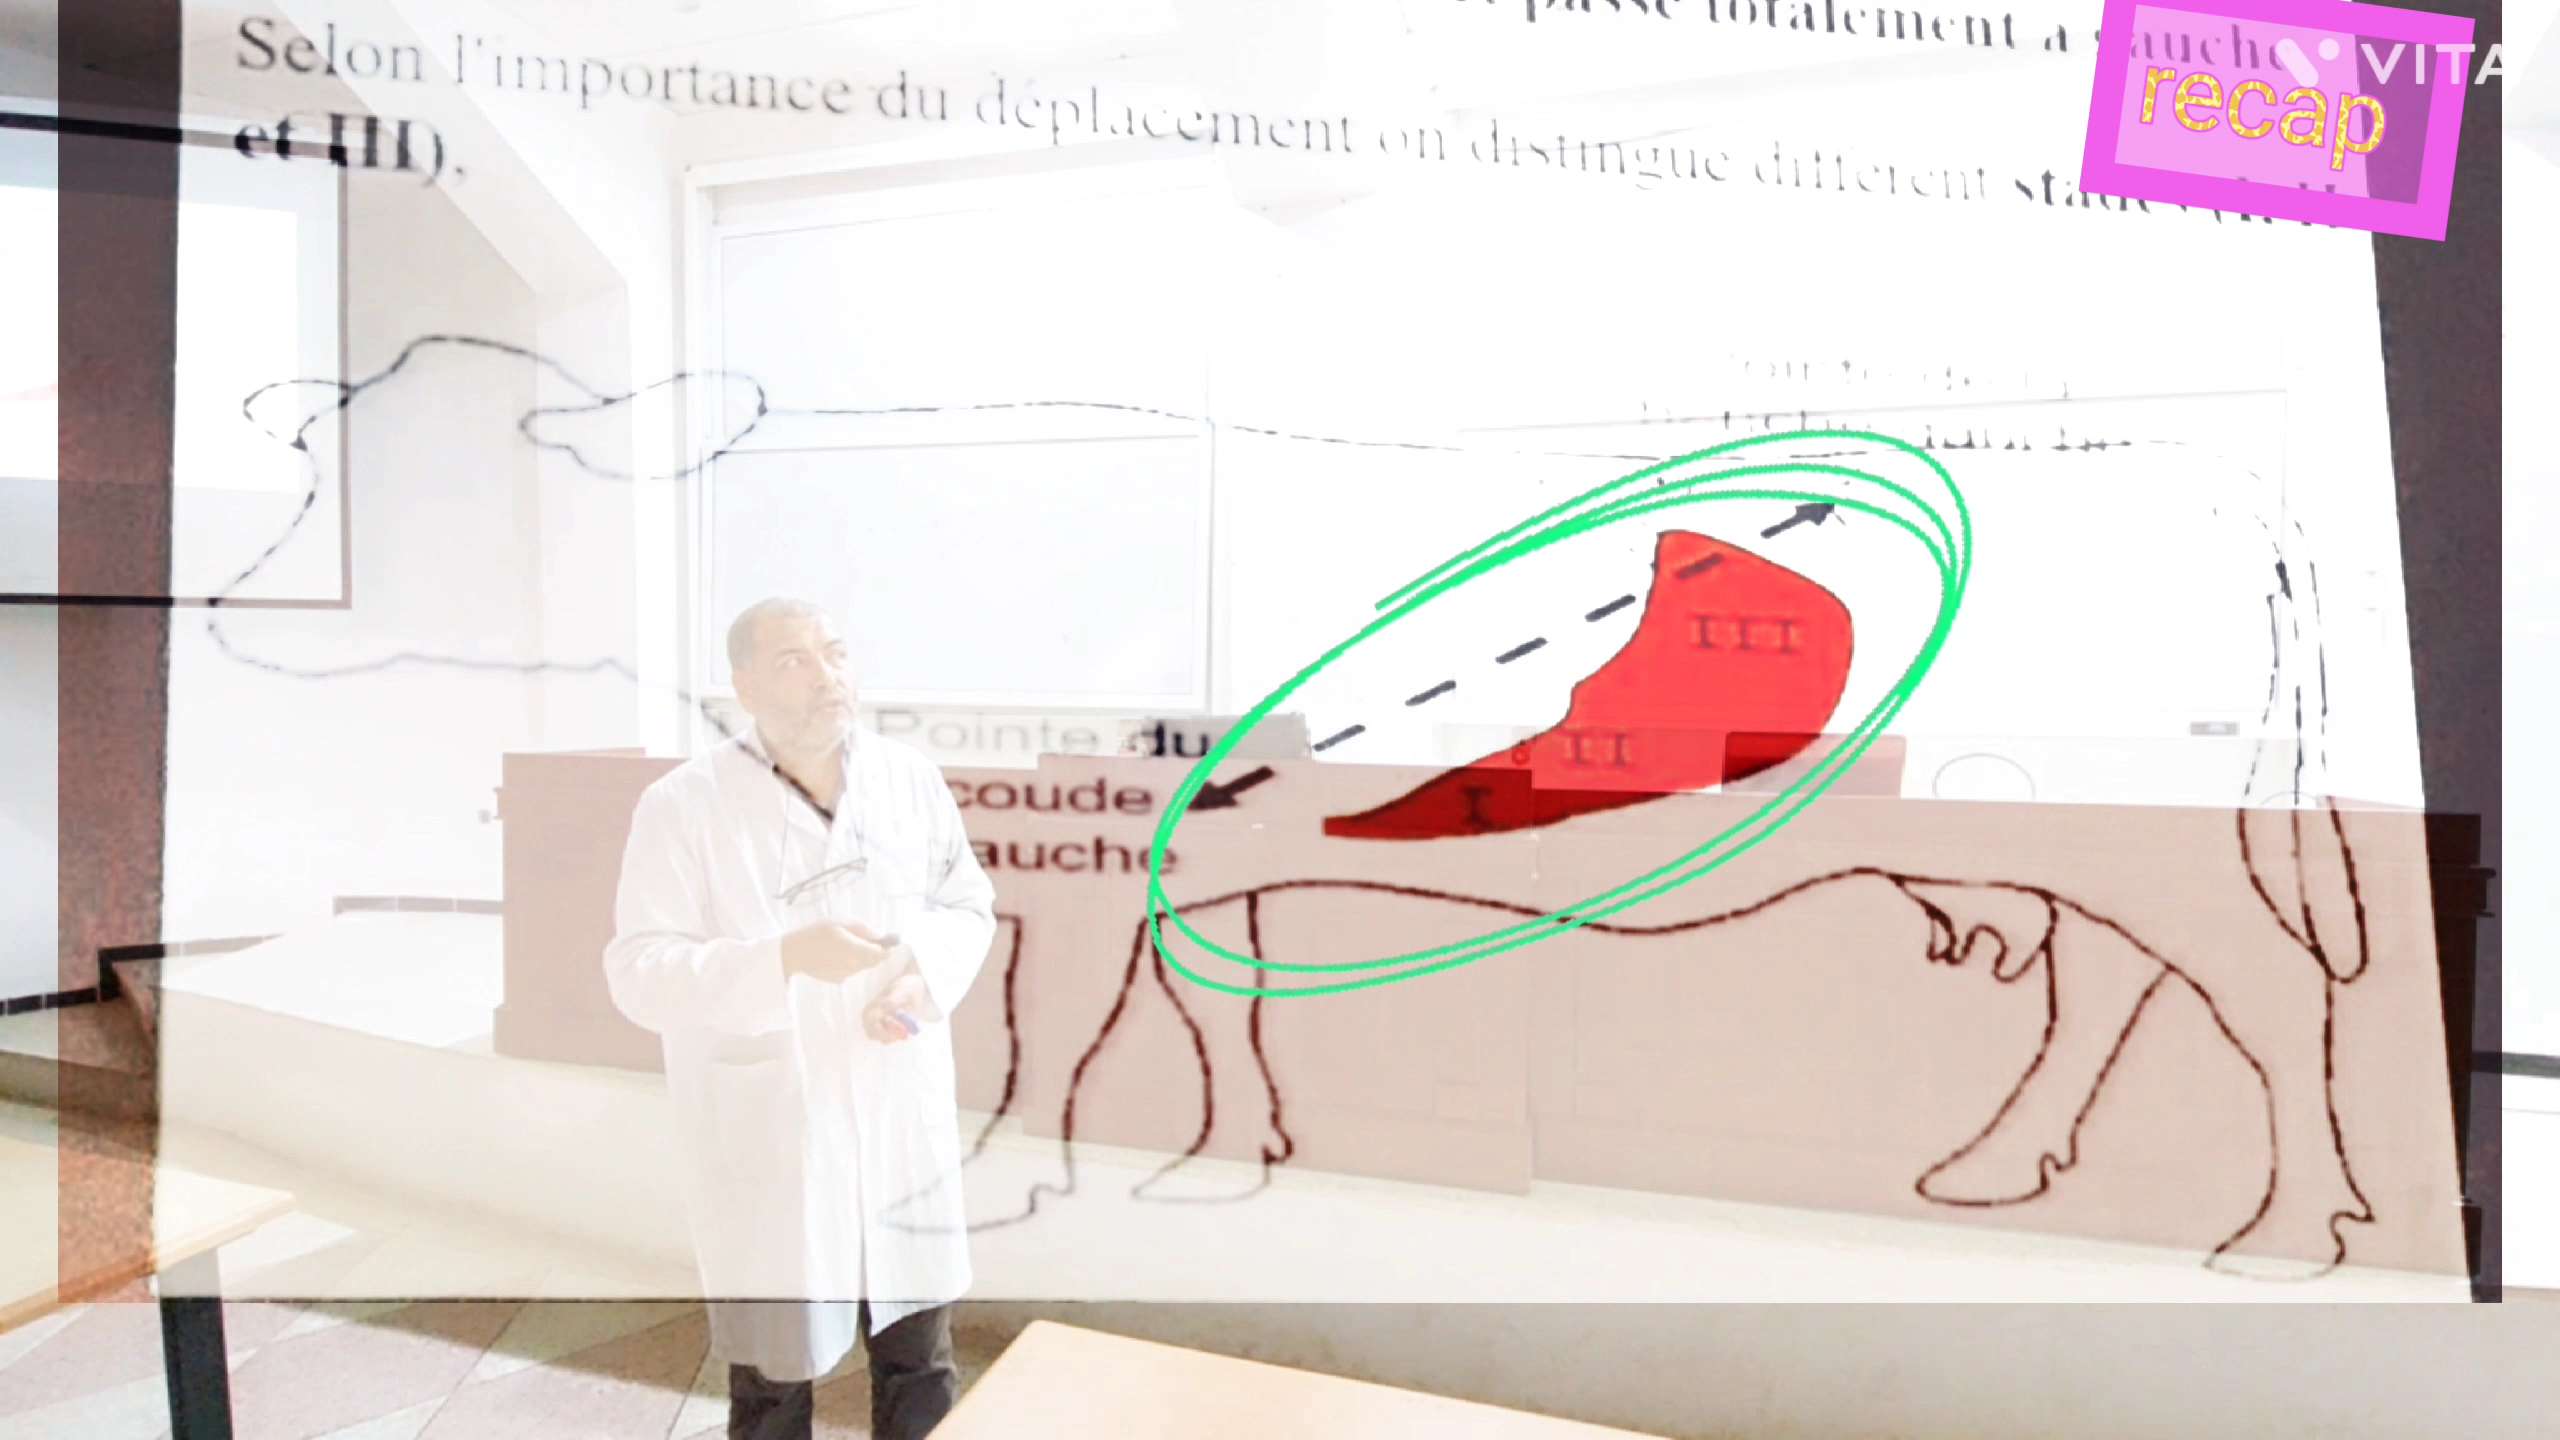 passe totalement à gauche
Selon l'importance du déplacement on distingue différent
et III).
recap
VITA
III
II
I
Pointe du
coude
gauche